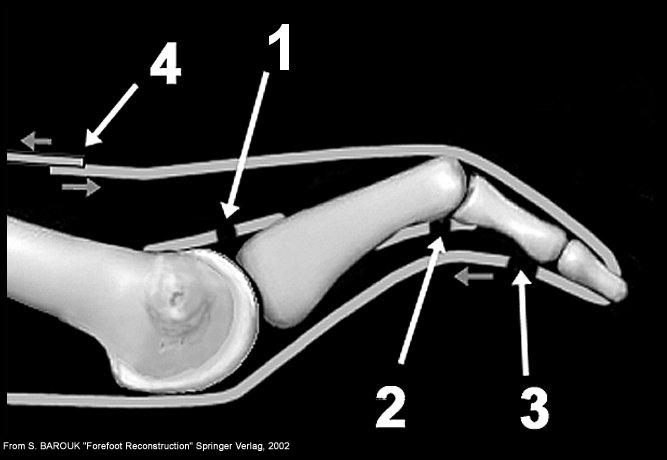 4
1
2
3
From S. BAROUK "Forefoot Reconstruction" Springer Verlag, 2002